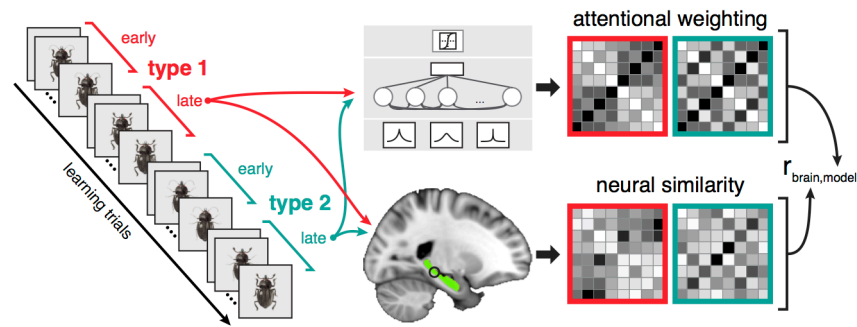 attentional weighting
early
type 1
late
...
learning trials
early
type 2
late
neural similarity
r brain,model